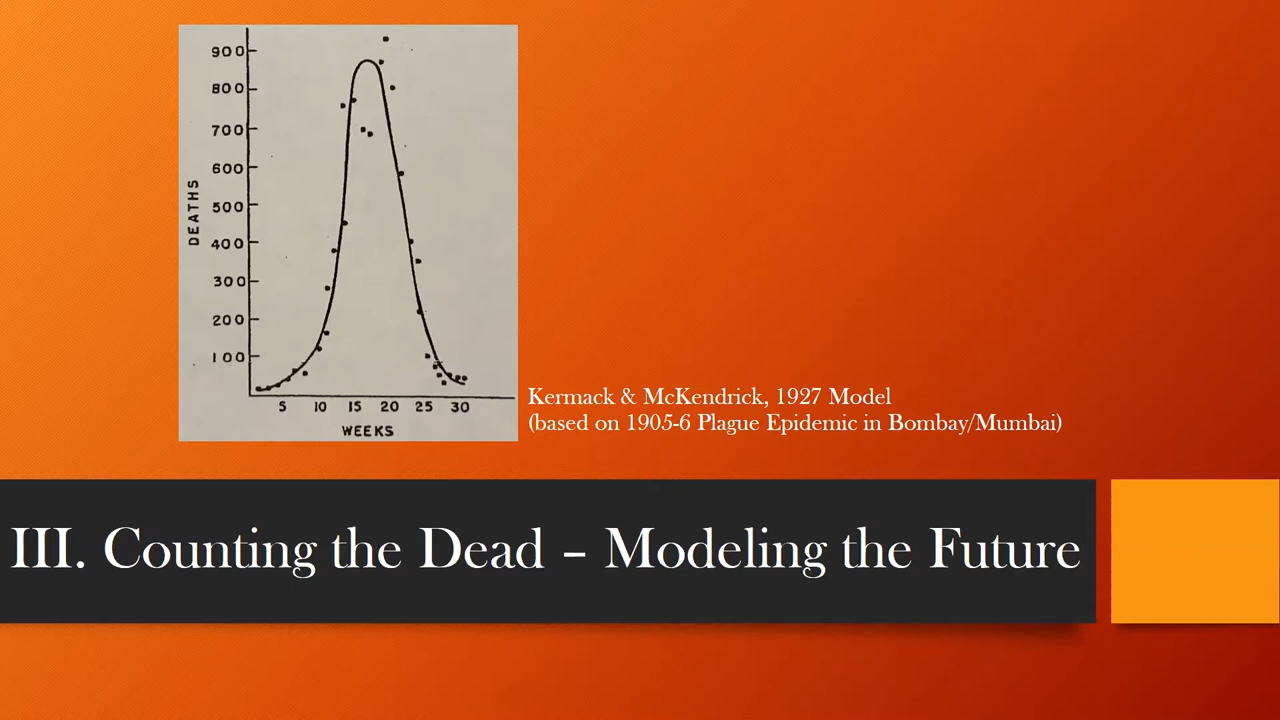 900
800
700
600
500
400
300
200
100
DEATHS
5 10 15 20 25 30
WEEKS
Kermack & McKendrick, 1927 Model
(based on 1905-6 Plague Epidemic in Bombay/Mumbai)
III. Counting the Dead – Modeling the Future